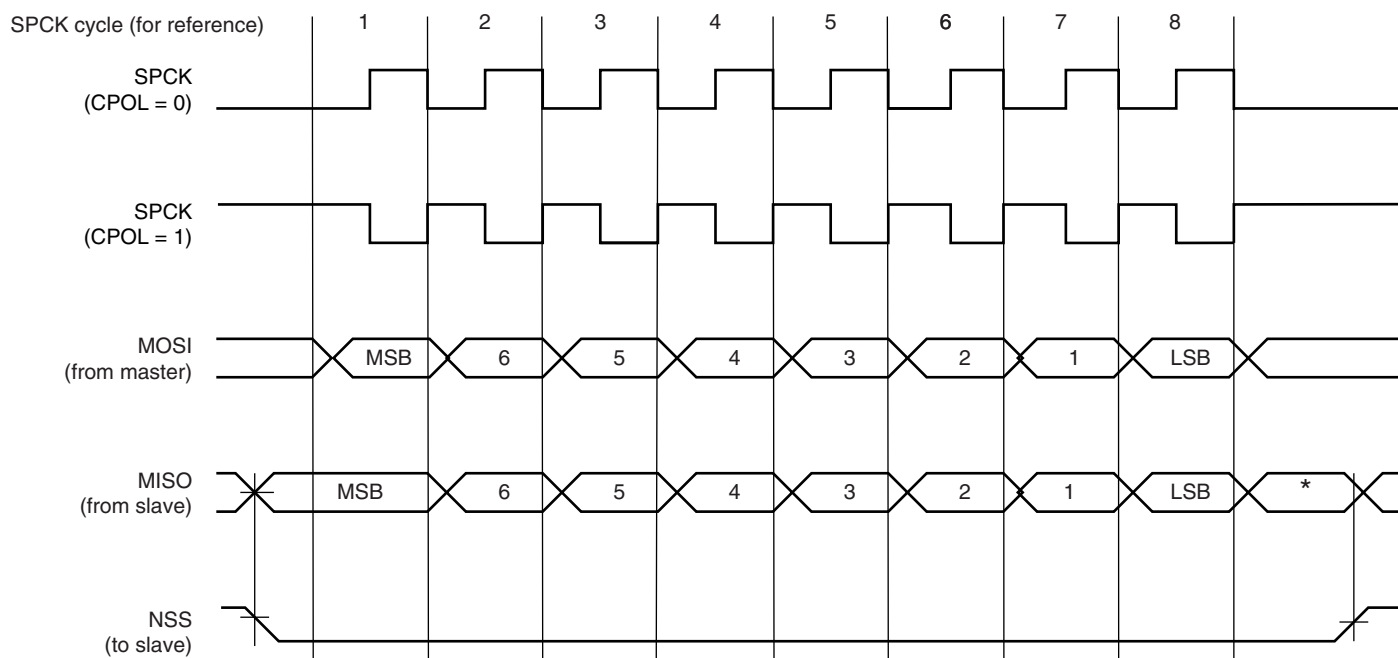 SPCK cycle (for reference) 1 2 3 4 5 6 7 8
SPCK
(CPOL = 0)
SPCK
(CPOL = 1)
MOSI
(from master)
MSB 6 5 4 3 2 1 LSB
MISO
(from slave)
MSB 6 5 4 3 2 1 LSB *
NSS
(to slave)